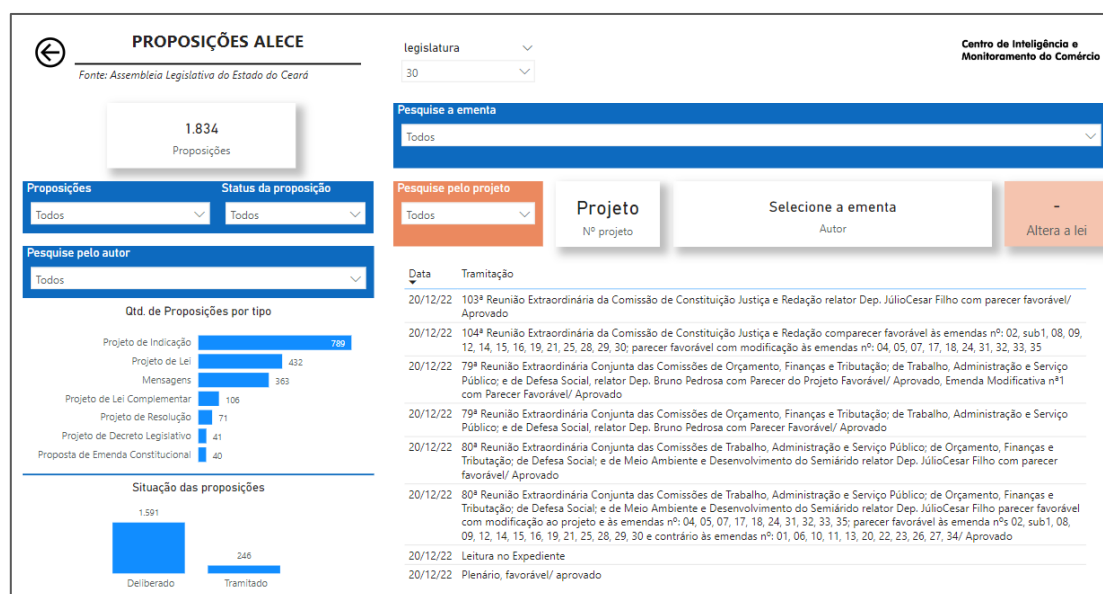 PROPOSIÇÕES ALECE
Fonte: Assembleia Legislativa do Estado do Ceará
legislatura
30
Centro de Inteligência e
Monitoramento do Comércio
1.834
Proposições
Pesquise a ementa
Todos
Proposições
Todos
Status da proposição
Todos
Pesquise pelo projeto
Todos
Projeto
Nº projeto
Selecione a ementa
Autor
-
Altera a lei
Pesquise pelo autor
Todos
Qtd. de Proposições por tipo
Projeto de Indicação 789
Projeto de Lei 432
Mensagens 363
Projeto de Lei Complementar 106
Projeto de Resolução 71
Projeto de Decreto Legislativo 41
Proposta de Emenda Constitucional 40
Situação das proposições
1.591
246
Deliberado
Tramitado
Data Tramitação
20/12/22 103ª Reunião Extraordinária da Comissão de Constituição Justiça e Redação relator Dep. JúlioCesar Filho com parecer favorável/
Aprovado
20/12/22 104ª Reunião Extraordinária da Comissão de Constituição Justiça e Redação comparecer favorável às emendas nº: 02, sub1, 08, 09,
12, 14, 15, 16, 19, 21, 25, 28, 29, 30; parecer favorável com modificação às emendas nº: 04, 05, 07, 17, 18, 24, 31, 32, 33, 35
20/12/22 79ª Reunião Extraordinária Conjunta das Comissões de Orçamento, Finanças e Tributação; de Trabalho, Administração e Serviço
Público; e de Defesa Social, relator Dep. Bruno Pedrosa com Parecer do Projeto Favorável/ Aprovado, Emenda Modificativa nª1
com Parecer Favorável/ Aprovado
20/12/22 79ª Reunião Extraordinária Conjunta das Comissões de Orçamento, Finanças e Tributação; de Trabalho, Administração e Serviço
Público; e de Defesa Social, relator Dep. Bruno Pedrosa com Parecer Favorável/ Aprovado
20/12/22 80ª Reunião Extraordinária Conjunta das Comissões de Trabalho, Administração e Serviço Público; de Orçamento, Finanças e
Tributação; de Defesa Social; e de Meio Ambiente e Desenvolvimento do Semiárido relator Dep. JúlioCesar Filho com parecer
favorável/ Aprovado
20/12/22 80ª Reunião Extraordinária Conjunta das Comissões de Trabalho, Administração e Serviço Público; de Orçamento, Finanças e
Tributação; de Defesa Social; e de Meio Ambiente e Desenvolvimento do Semiárido relator Dep. JúlioCesar Filho parecer favorável
com modificação ao projeto e às emendas nº: 04, 05, 07, 17, 18, 24, 31, 32, 33, 35; parecer favorável às emenda nºs 02, sub1, 08,
09, 12, 14, 15, 16, 19, 21, 25, 28, 29, 30 e contrário às emendas nº: 01, 06, 10, 11, 13, 20, 22, 23, 26, 27, 34/ Aprovado
20/12/22 Leitura no Expediente
20/12/22 Plenário, favorável/ aprovado